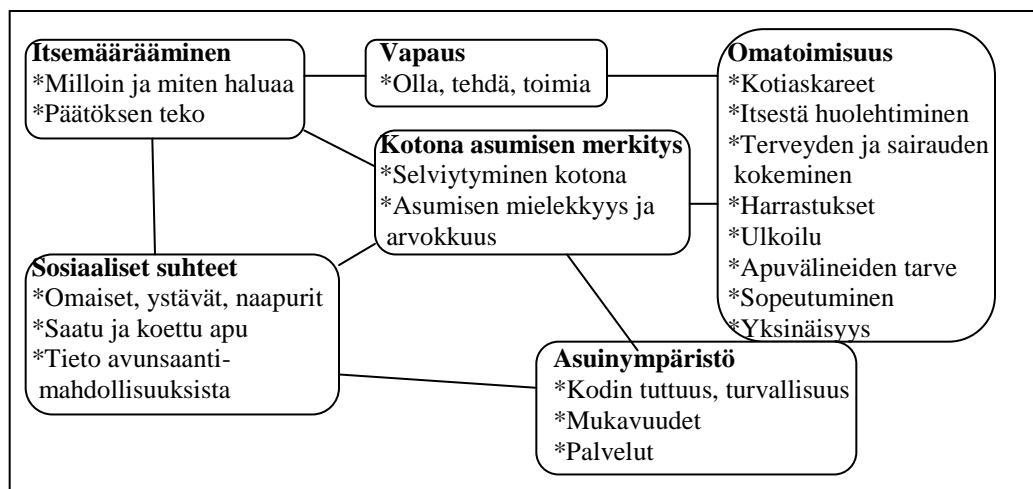 Itsemäärääminen
*Milloin ja miten haluaa
*Päätöksen teko
Vapaus
*Olla, tehdä, toimia
Omatoimisuus
*Kotiaskareet
*Itsestä huolehtiminen
*Terveyden ja sairauden
kokeminen
*Harrastukset
*Ulkoilu
*Apuvälineiden tarve
*Sopeutuminen
*Yksinäisyys
Kotona asumisen merkitys
*Selviytyminen kotona
*Asumisen mielekkyys ja
arvokkuus
Sosiaaliset suhteet
*Omaiset, ystävät, naapurit
*Saatu ja koettu apu
*Tieto avunsaanti-
mahdollisuuksista
Asuinympäristö
*Kodin tuttuus, turvallisuus
*Mukavuudet
*Palvelut